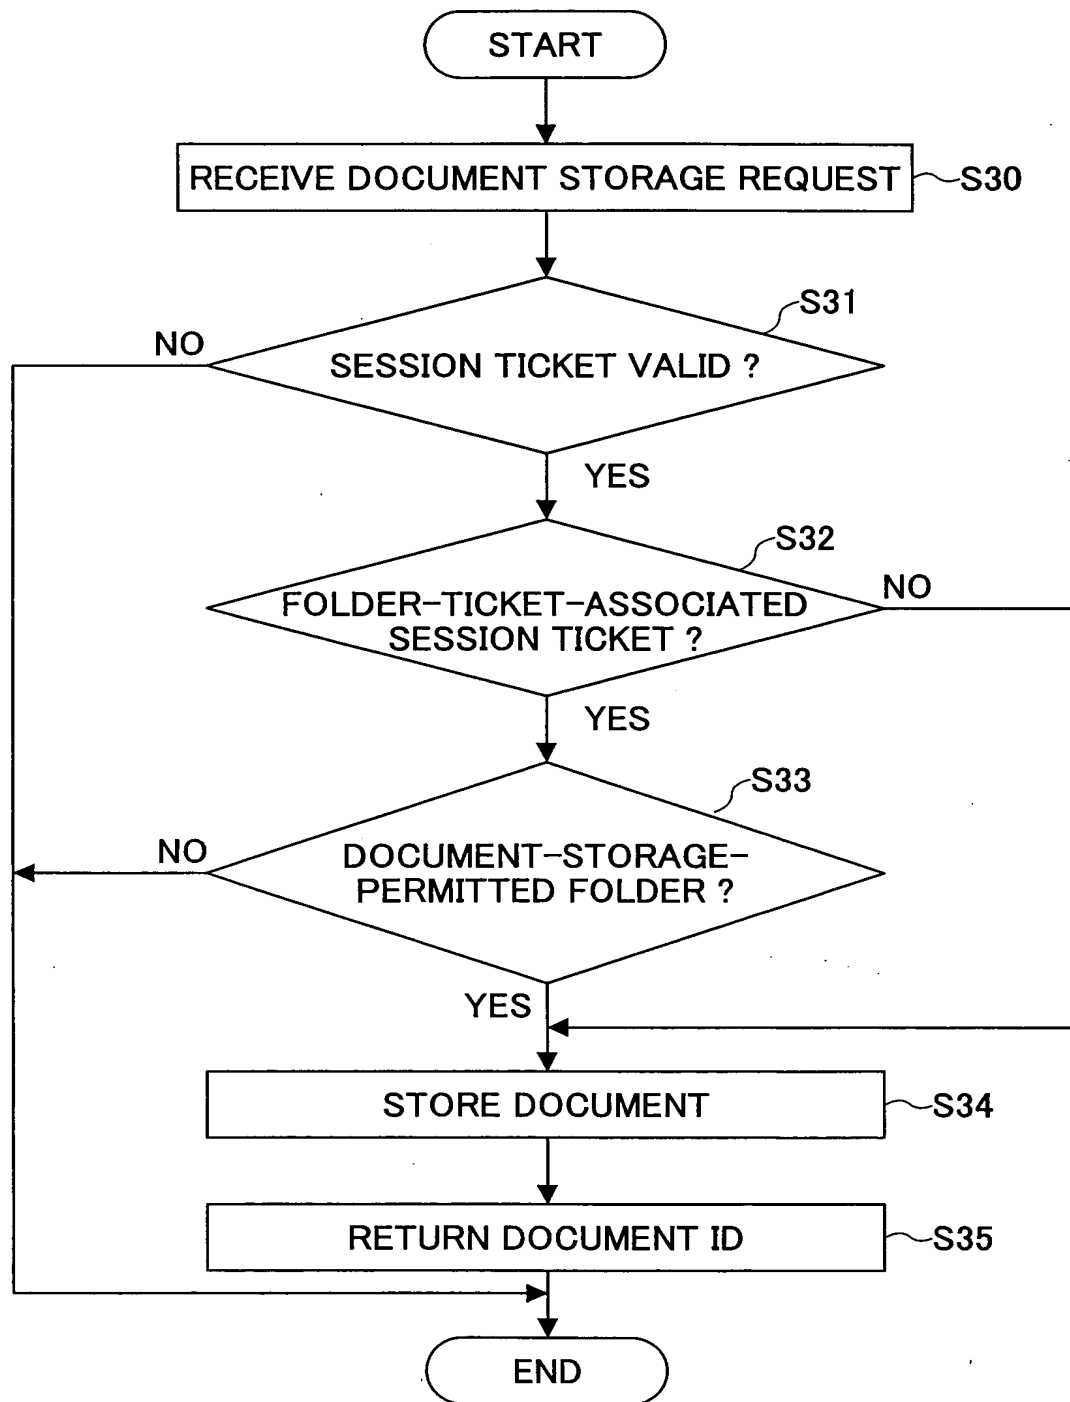 START
RECEIVE DOCUMENT STORAGE REQUEST
S30
S31
NO
SESSION TICKET VALID ?
YES
S32
NO
FOLDER-TICKET-ASSOCIATED
SESSION TICKET ?
YES
S33
NO
DOCUMENT-STORAGE-
PERMITTED FOLDER ?
YES
STORE DOCUMENT
S34
RETURN DOCUMENT ID
S35
END